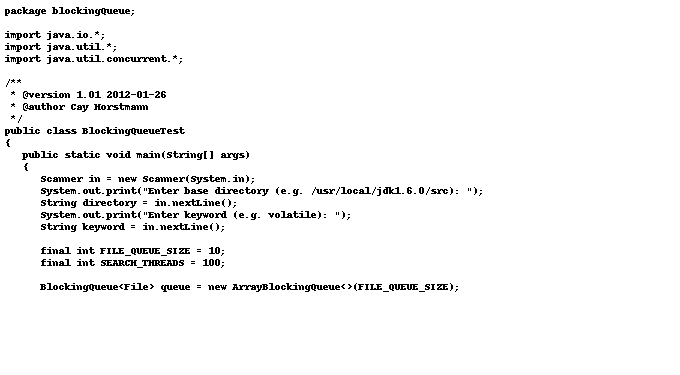 package blockingQueue;

import java.io.*;
import java.util.*;
import java.util.concurrent.*;

/**
 * @version 1.01 2012-01-26
 * @author Cay Horstmann
 */
public class BlockingQueueTest
{
   public static void main(String[] args)
   {
      Scanner in = new Scanner(System.in);
      System.out.print("Enter base directory (e.g. /usr/local/jdk1.6.0/src): ");
      String directory = in.nextLine();
      System.out.print("Enter keyword (e.g. volatile): ");
      String keyword = in.nextLine();

      final int FILE_QUEUE_SIZE = 10;
      final int SEARCH_THREADS = 100;

      BlockingQueue<File> queue = new ArrayBlockingQueue<>(FILE_QUEUE_SIZE);